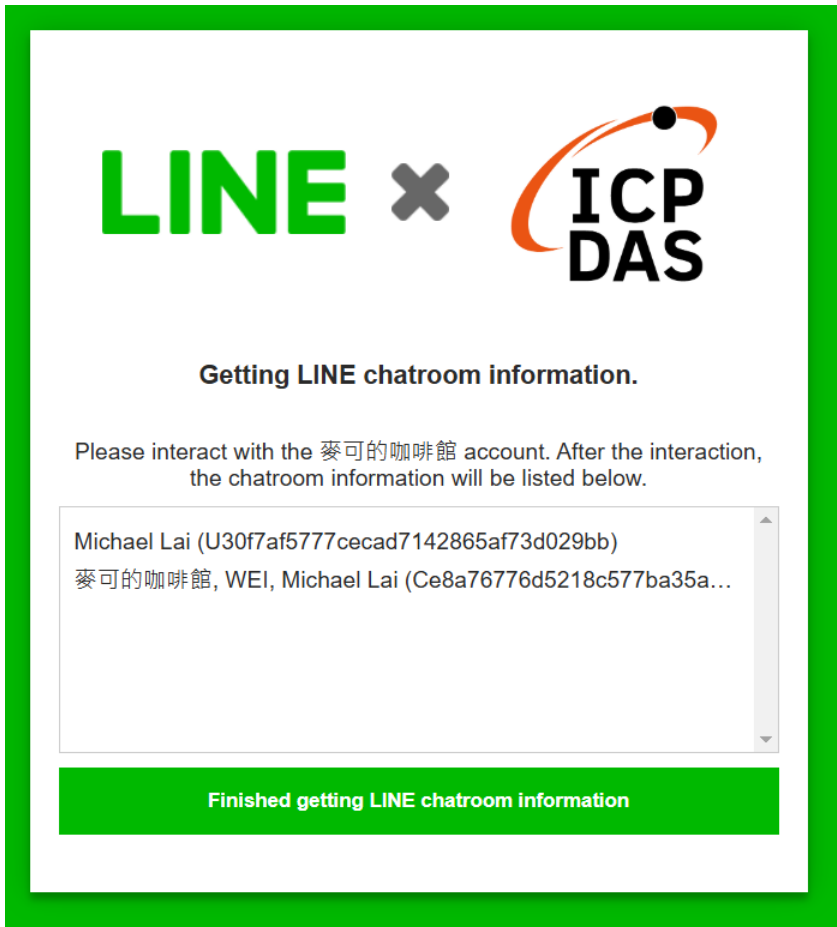 LINE
ICP
DAS
Getting LINE chatroom information.
Please interact with the 麥可的咖啡館 account. After the interaction,
the chatroom information will be listed below.
Michael Lai (U30f7af5777cecad7142865af73d029bb)
麥可的咖啡館, WEI, Michael Lai (Ce8a76776d5218c577ba35a…
Finished getting LINE chatroom information